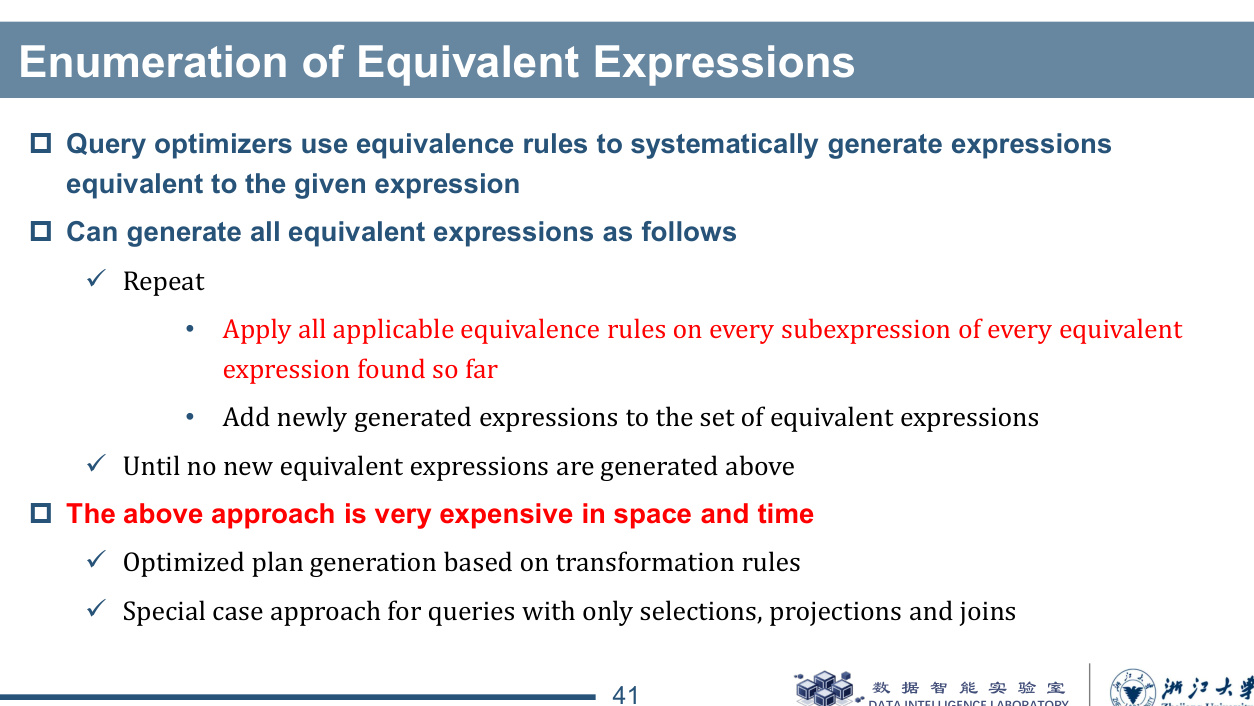 Enumeration of Equivalent Expressions
Query optimizers use equivalence rules to systematically generate expressions
equivalent to the given expression
Can generate all equivalent expressions as follows
Repeat
Apply all applicable equivalence rules on every subexpression of every equivalent
expression found so far
Add newly generated expressions to the set of equivalent expressions
Until no new equivalent expressions are generated above
The above approach is very expensive in space and time
Optimized plan generation based on transformation rules
Special case approach for queries with only selections, projections and joins
41
数据智能实验室
DATA INTELLIGENCE LABORATORY
浙江大学